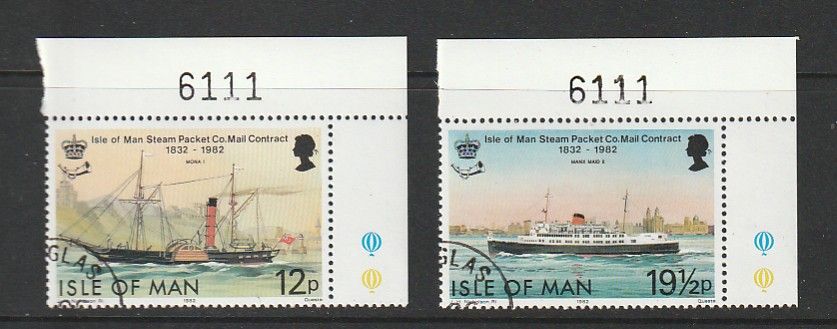 6111
Isle of Man Steam Packet Co. Mail Contract
1832 - 1982
MONA I
GLAS
12p
ISLE OF MAN
1982
Questa
6111
Isle of Man Steam Packet Co. Mail Contract
1832 - 1982
MANX MAID II
GLAS
19½p
ISLE OF MAN
J.H. Nicholson RI
1982
Questa